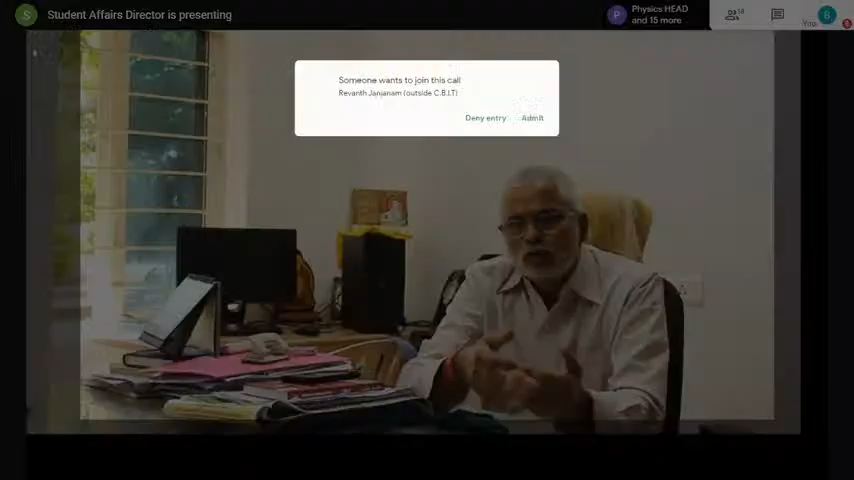 S Student Affairs Director is presenting
P Physics HEAD
and 15 more
18
You
B
S
Someone wants to join this call
Revanth Janjanam (outside C.B.I.T)
Deny entry Admit